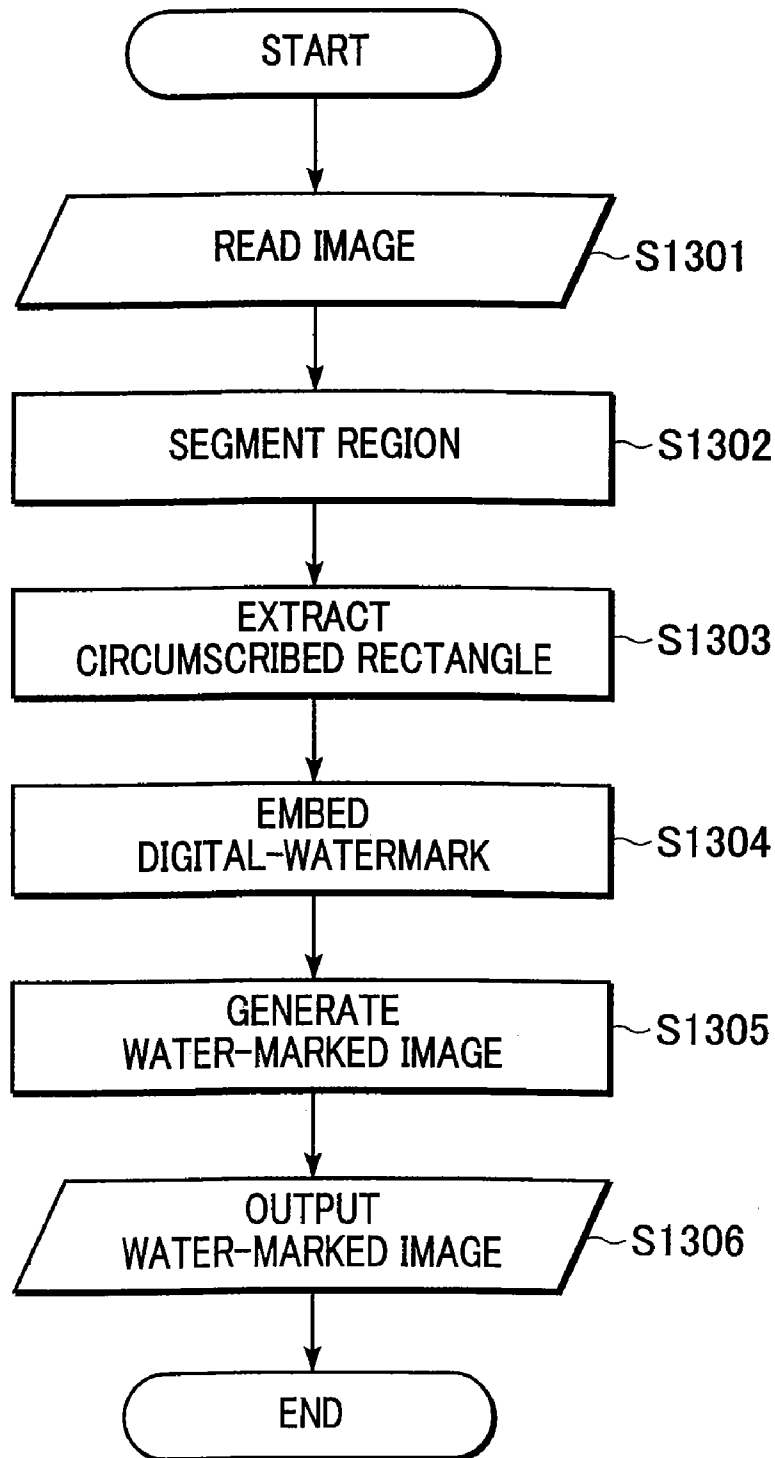 START
READ IMAGE
S1301
SEGMENT REGION
S1302
EXTRACT
CIRCUMSCRIBED RECTANGLE
S1303
EMBED
DIGITAL-WATERMARK
S1304
GENERATE
WATER-MARKED IMAGE
S1305
OUTPUT
WATER-MARKED IMAGE
S1306
END